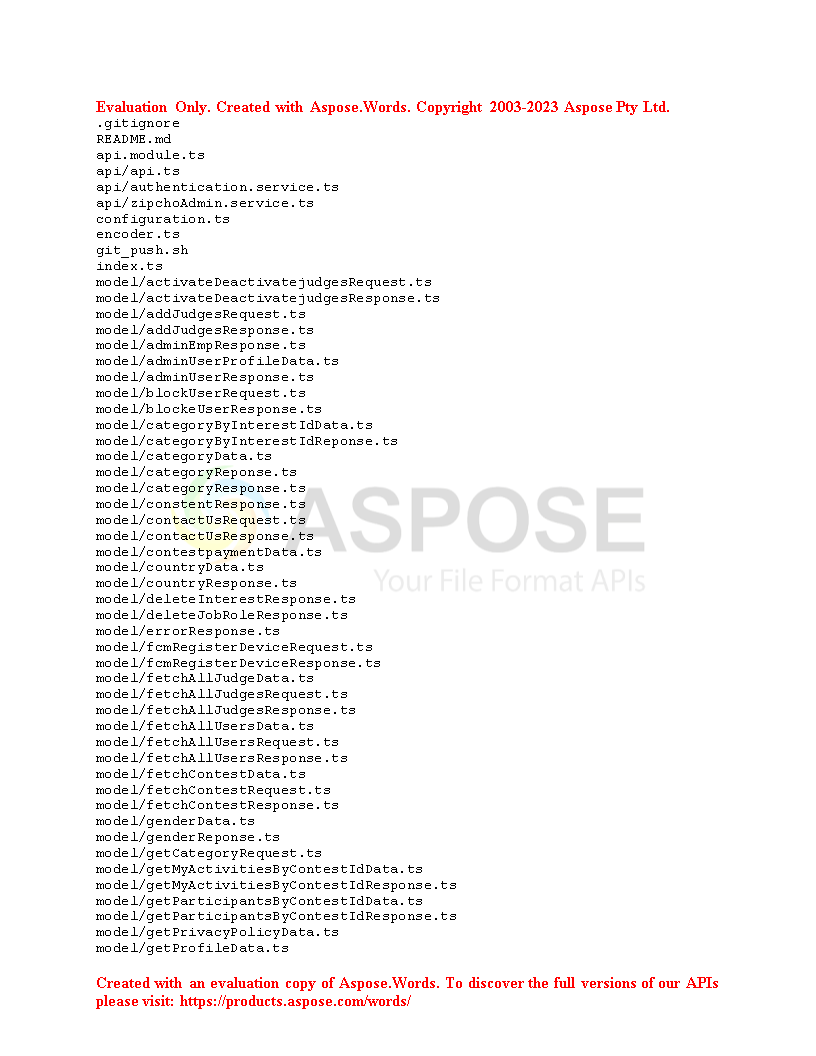 Evaluation Only. Created with Aspose.Words. Copyright 2003-2023 Aspose Pty Ltd.
.gitignore
README.md
api.module.ts
api/api.ts
api/authentication.service.ts
api/zipchoAdmin.service.ts
configuration.ts
encoder.ts
git_push.sh
index.ts
model/activateDeactivatejudgesRequest.ts
model/activateDeactivatejudgesResponse.ts
model/addJudgesRequest.ts
model/addJudgesResponse.ts
model/adminEmpResponse.ts
model/adminUserProfileData.ts
model/adminUserResponse.ts
model/blockUserRequest.ts
model/blockeUserResponse.ts
model/categoryByInterestIdData.ts
model/categoryByInterestIdReponse.ts
model/categoryData.ts
model/categoryReponse.ts
model/categoryResponse.ts
model/constentResponse.ts
model/contactUsRequest.ts
model/contactUsResponse.ts
model/contestpaymentData.ts
model/countryData.ts
model/countryResponse.ts
model/deleteInterestResponse.ts
model/deleteJobRoleResponse.ts
model/errorResponse.ts
model/fcmRegisterDeviceRequest.ts
model/fcmRegisterDeviceResponse.ts
model/fetchAllJudgeData.ts
model/fetchAllJudgesRequest.ts
model/fetchAllJudgesResponse.ts
model/fetchAllUsersData.ts
model/fetchAllUsersRequest.ts
model/fetchAllUsersResponse.ts
model/fetchContestData.ts
model/fetchContestRequest.ts
model/fetchContestResponse.ts
model/genderData.ts
model/genderReponse.ts
model/getCategoryRequest.ts
model/getMyActivitiesByContestIdData.ts
model/getMyActivitiesByContestIdResponse.ts
model/getParticipantsByContestIdData.ts
model/getParticipantsByContestIdResponse.ts
model/getPrivacyPolicyData.ts
model/getProfileData.ts
ASPOSE
Your File Format APIs
Created with an evaluation copy of Aspose.Words. To discover the full versions of our APIs
please visit: https://products.aspose.com/words/